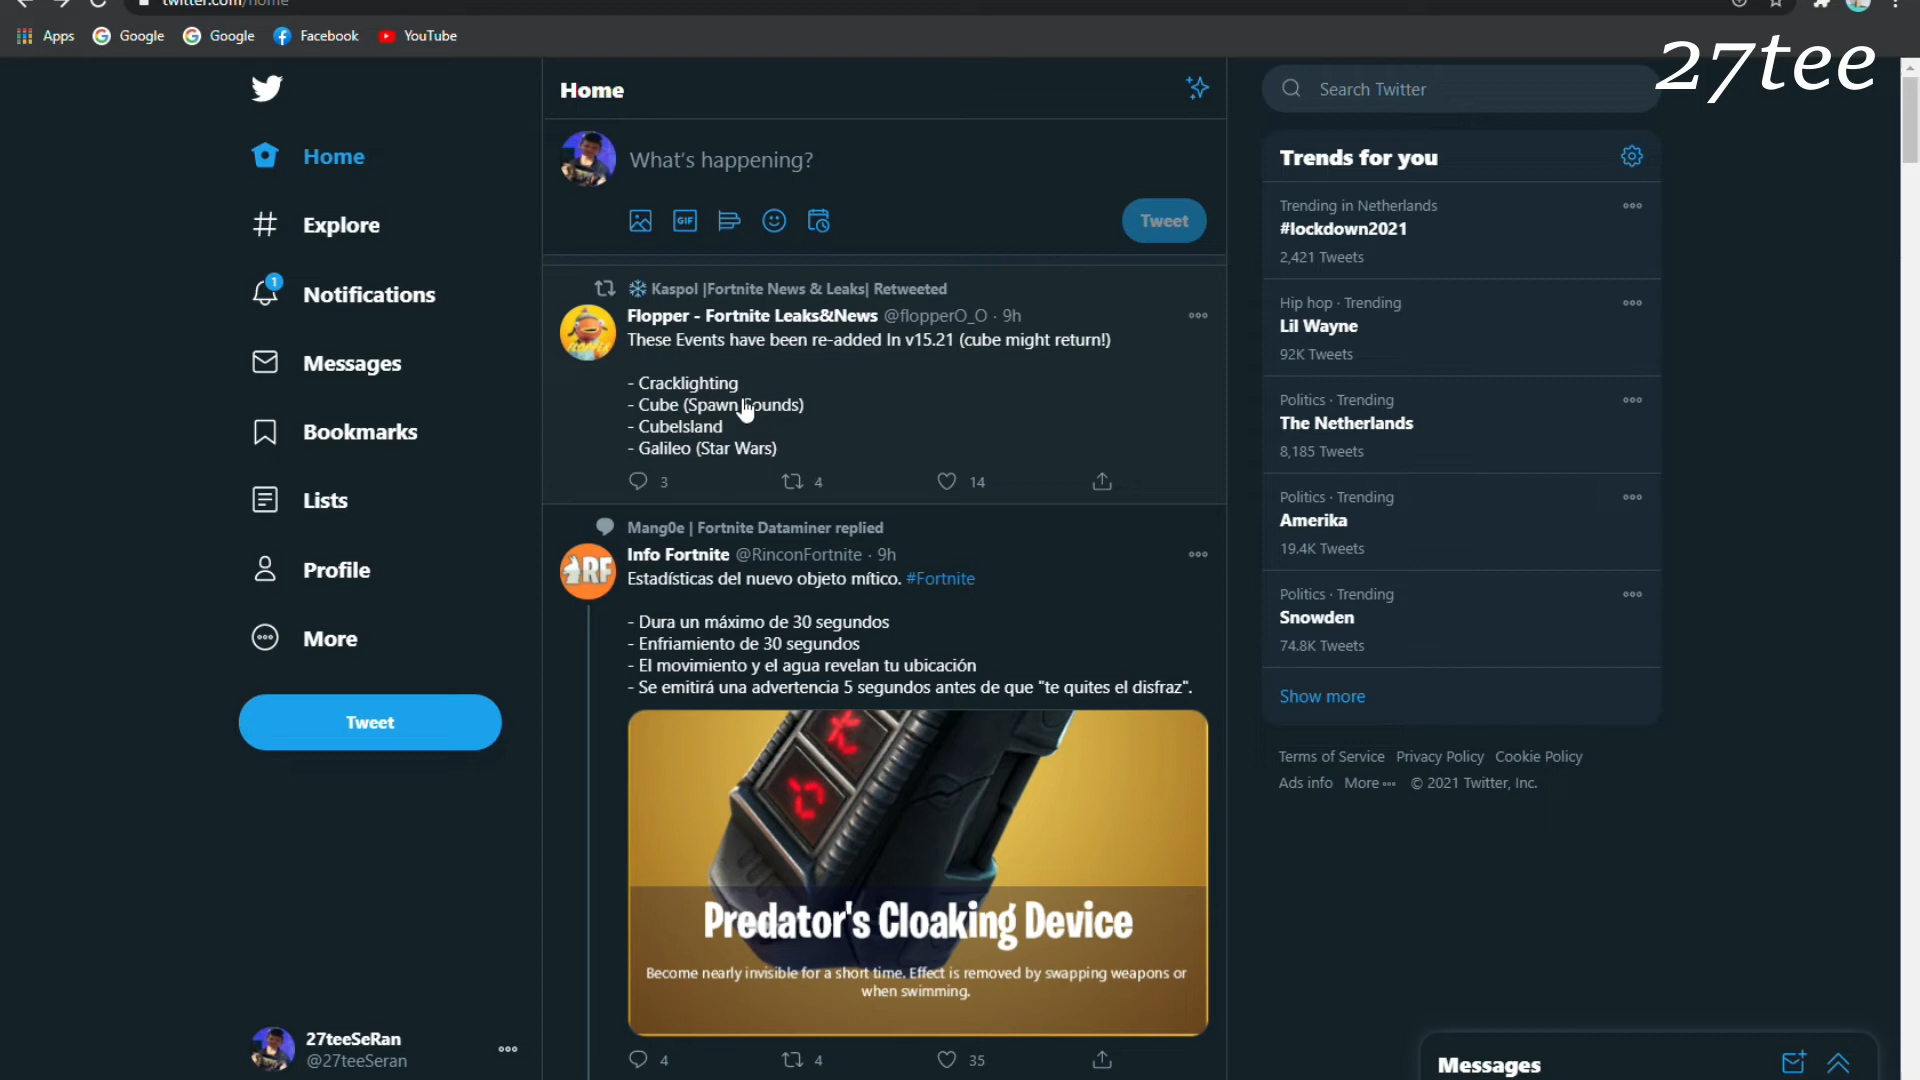 twitter.com/home
Apps
Google
Google
Facebook
YouTube
27tee
Home
Explore
1
Notifications
Messages
Bookmarks
Lists
Profile
More
Tweet
27teeSeRan
@27teeSeran
Home
What's happening?
GIF
Tweet
Kaspol |Fortnite News & Leaks| Retweeted
Flopper - Fortnite Leaks&News @flopperO_O · 9h
These Events have been re-added In v15.21 (cube might return!)
- Cracklighting
- Cube (Spawn Sounds)
- CubeIsland
- Galileo (Star Wars)
3 4 14
Mang0e | Fortnite Dataminer replied
RF
Info Fortnite @RinconFortnite · 9h
Estadísticas del nuevo objeto mítico. #Fortnite
- Dura un máximo de 30 segundos
- Enfriamiento de 30 segundos
- El movimiento y el agua revelan tu ubicación
- Se emitirá una advertencia 5 segundos antes de que "te quites el disfraz".
Predator's Cloaking Device
Become nearly invisible for a short time. Effect is removed by swapping weapons or
when swimming.
4 4 35
Search Twitter
Trends for you
Trending in Netherlands
#lockdown2021
2,421 Tweets
Hip hop · Trending
Lil Wayne
92K Tweets
Politics · Trending
The Netherlands
8,185 Tweets
Politics · Trending
Amerika
19.4K Tweets
Politics · Trending
Snowden
74.8K Tweets
Show more
Terms of Service Privacy Policy Cookie Policy
Ads info More © 2021 Twitter, Inc.
Messages